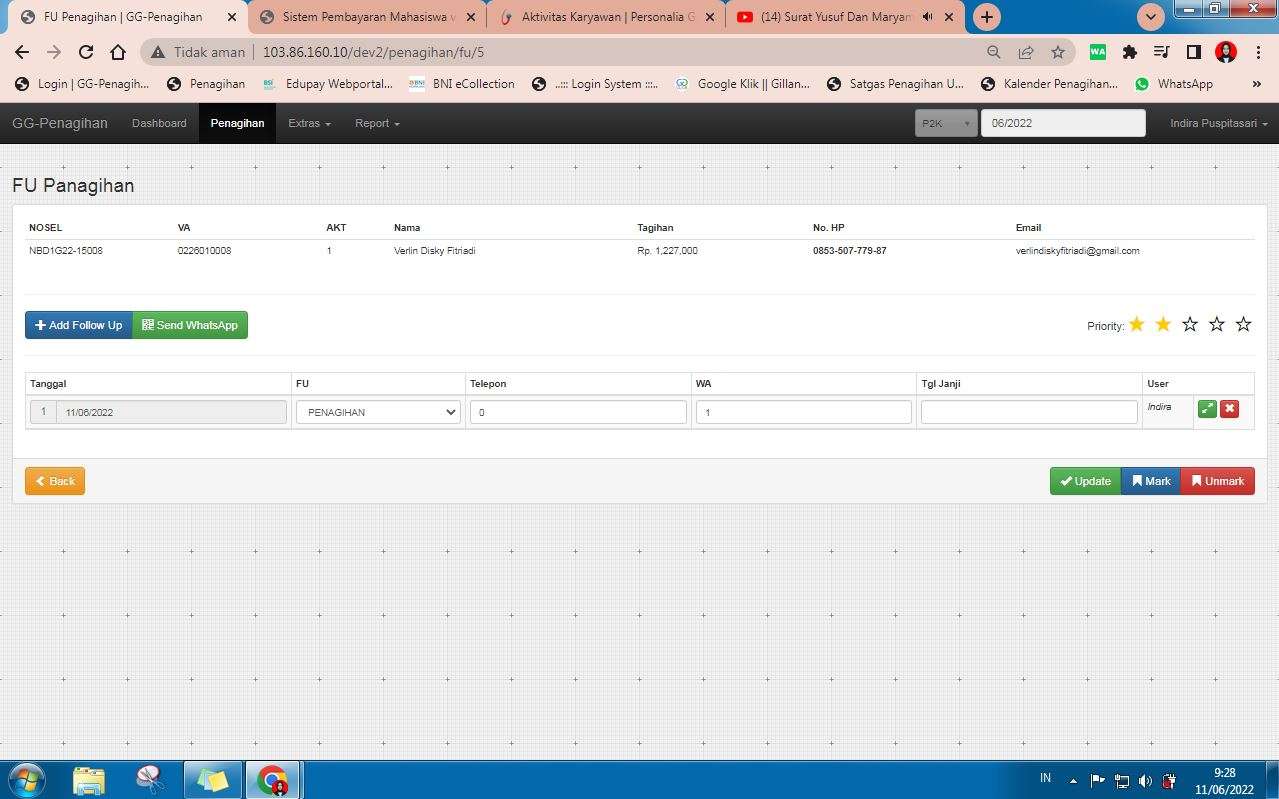 FU Penagihan | GG-Penagihan
Sistem Pembayaran Mahasiswa v
Aktivitas Karyawan | Personalia G
(14) Surat Yusuf Dan Maryam
Tidak aman | 103.86.160.10/dev2/penagihan/fu/5
WA
Login | GG-Penagih...
Penagihan
Edupay Webportal...
BNI eCollection
..::: Login System :::..
Google Klik || Gillan...
Satgas Penagihan U...
Kalender Penagihan...
WhatsApp
»
GG-Penagihan Dashboard Penagihan Extras Report P2K 06/2022 Indira Puspitasari
FU Panagihan
NOSEL VA AKT Nama Tagihan No. HP Email
NBD1G22-15008 0226010008 1 Verlin Disky Fitriadi Rp. 1,227,000 0853-507-779-87 verlindiskyfitriadi@gmail.com
Add Follow Up Send WhatsApp Priority:
Tanggal FU Telepon WA Tgl Janji User
1 11/06/2022 PENAGIHAN 0 1 Indira
Back Update Mark Unmark
IN 9:28
11/06/2022